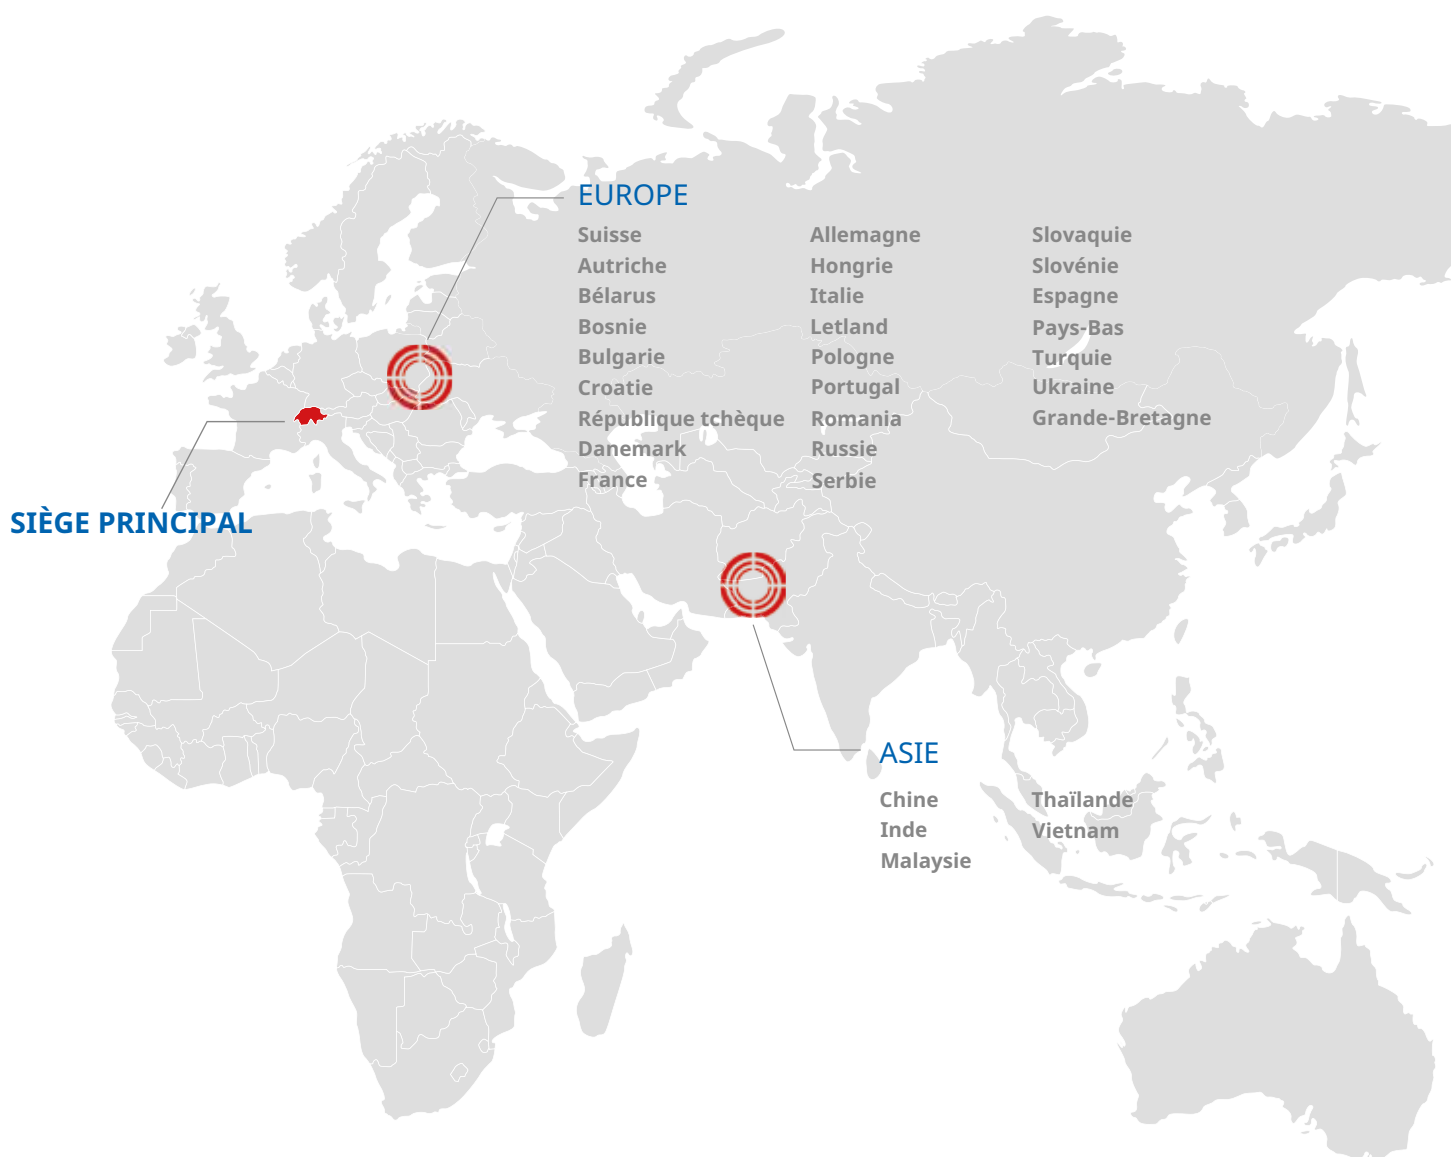 EUROPE
Suisse
Autriche
Bélarus
Bosnie
Bulgarie
Croatie
République tchèque
Danemark
France
Allemagne
Hongrie
Italie
Letland
Pologne
Portugal
Romania
Russie
Serbie
Slovaquie
Slovénie
Espagne
Pays-Bas
Turquie
Ukraine
Grande-Bretagne
SIÈGE PRINCIPAL
ASIE
Chine
Inde
Malaysie
Thaïlande
Vietnam